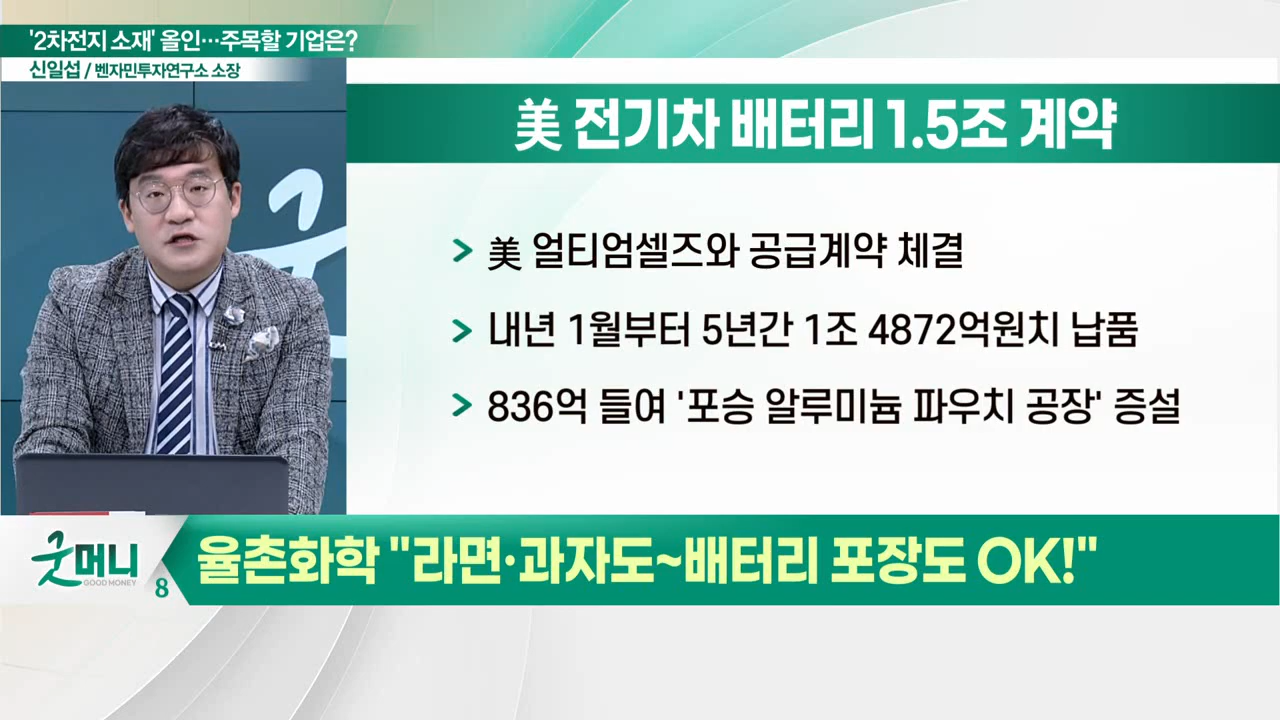 '2차전지 소재' 올인…주목할 기업은?
신일섭 / 벤자민투자연구소 소장
美 전기차 배터리 1.5조 계약
> 美 얼티엄셀즈와 공급계약 체결
> 내년 1월부터 5년간 1조 4872억원치 납품
> 836억 들여 '포승 알루미늄 파우치 공장' 증설
굿머니
GOOD MONEY
8
율촌화학 "라면·과자도~배터리 포장도 OK!"